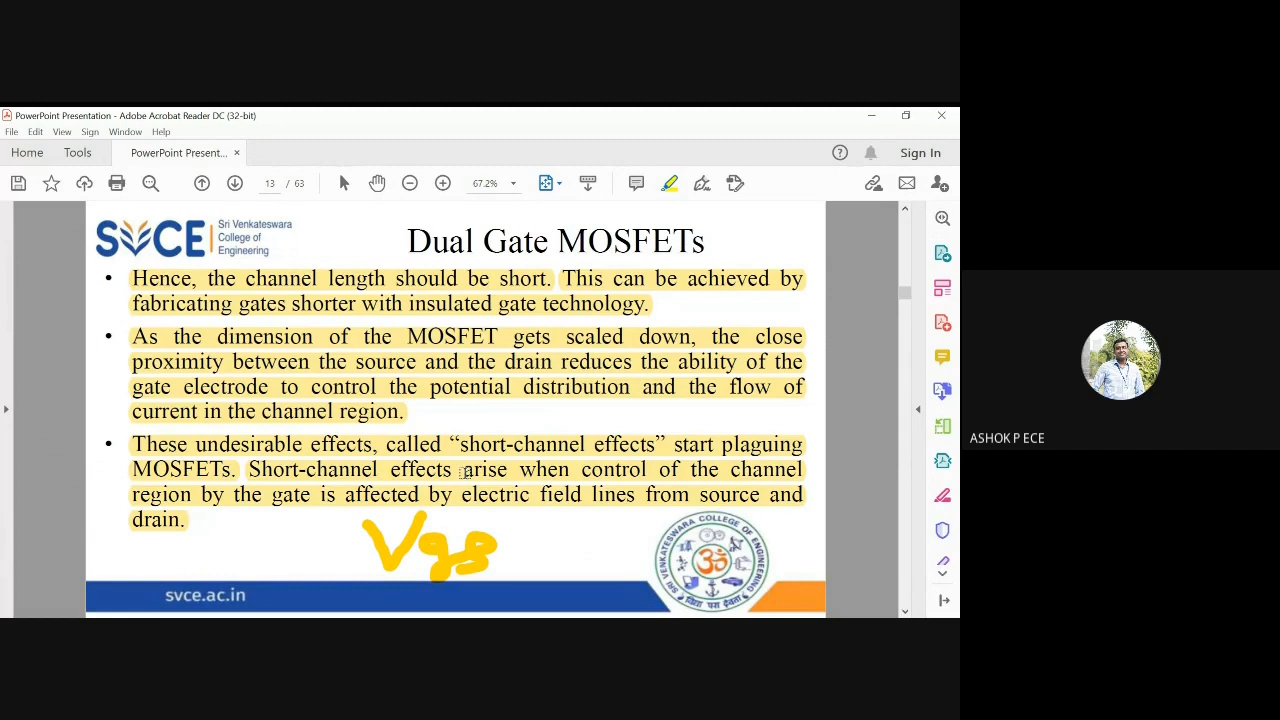 PowerPoint Presentation - Adobe Acrobat Reader DC (32-bit)
File Edit View Sign Window Help
Home Tools PowerPoint Present... × Sign In
13 / 63 67.2%
SVCE Sri Venkateswara
College of
Engineering
Dual Gate MOSFETs
• Hence, the channel length should be short. This can be achieved by
fabricating gates shorter with insulated gate technology.
• As the dimension of the MOSFET gets scaled down, the close
proximity between the source and the drain reduces the ability of the
gate electrode to control the potential distribution and the flow of
current in the channel region.
• These undesirable effects, called “short-channel effects” start plaguing
MOSFETs. Short-channel effects arise when control of the channel
region by the gate is affected by electric field lines from source and
drain.
Vgs
SRI VENKATESWARA COLLEGE OF ENGINEERING
ॐ
svce.ac.in
ASHOK P ECE